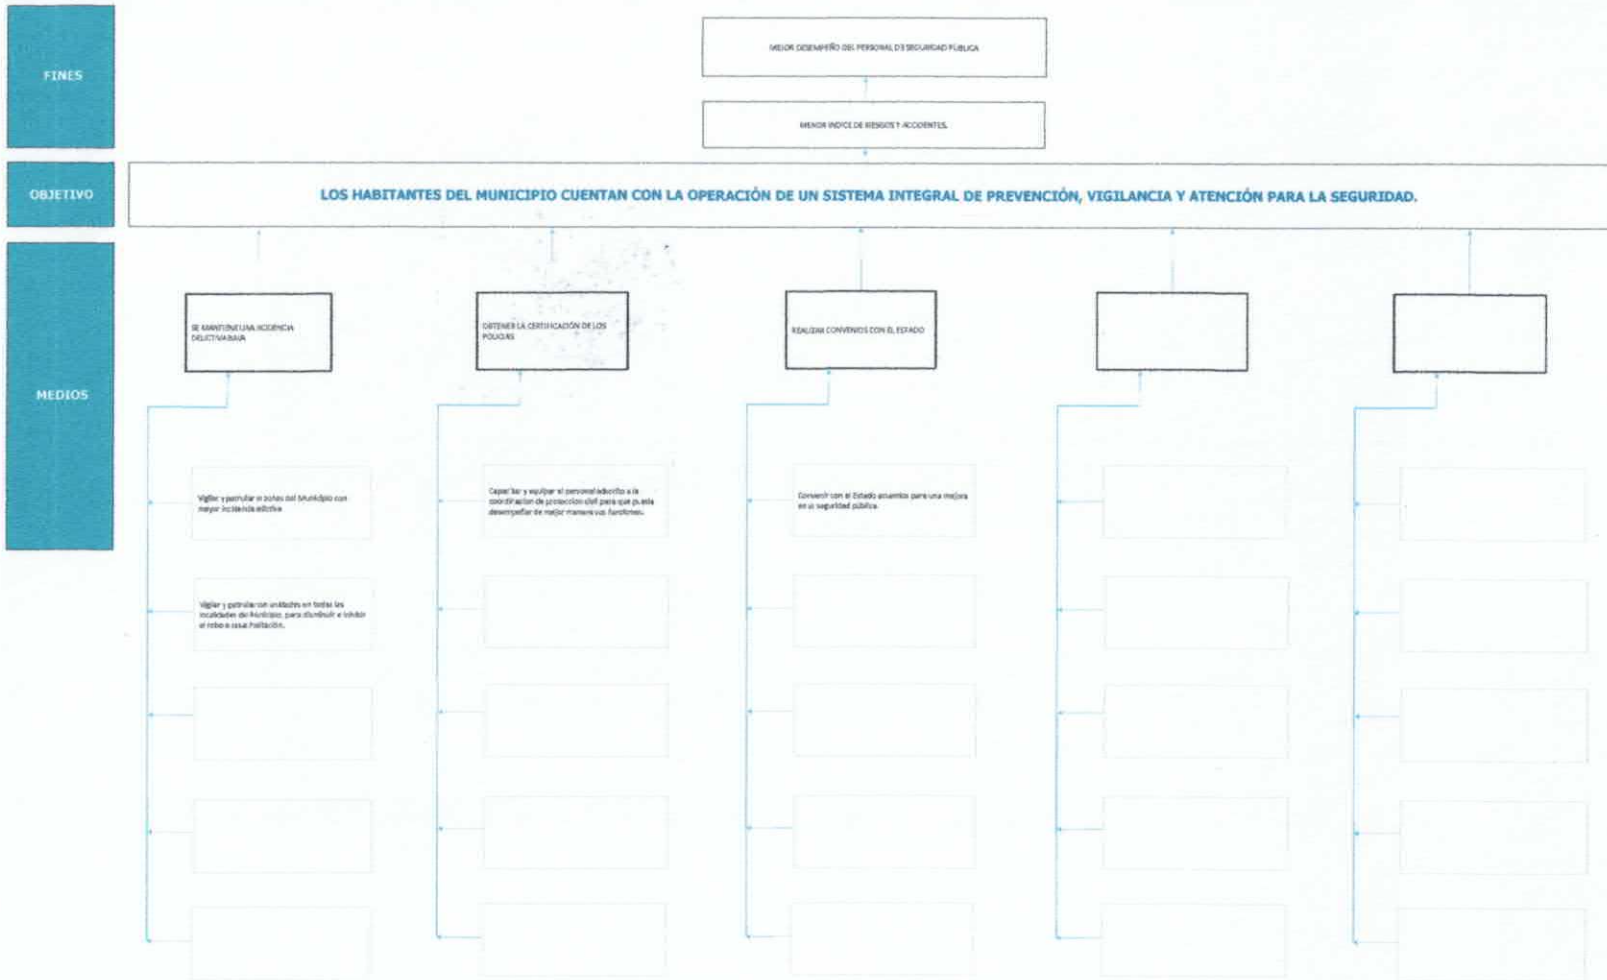 FINES
MEJOR DESEMPEÑO DEL PERSONAL DE SEGURIDAD PÚBLICA
MENOR INDICE DE RIESGOS Y ACCIDENTES.
OBJETIVO
LOS HABITANTES DEL MUNICIPIO CUENTAN CON LA OPERACIÓN DE UN SISTEMA INTEGRAL DE PREVENCIÓN, VIGILANCIA Y ATENCIÓN PARA LA SEGURIDAD.
MEDIOS
SE MANTIENE UNA INCIDENCIA
DELICTIVA BAJA
OBTENER LA CERTIFICACIÓN DE LOS
POLICIAS
REALIZAR CONVENIOS CON EL ESTADO
Vigilar y patrullar zonas del Municipio con
mayor incidencia
Capacitar y equipar al personal adscrito a la
coordinacion de proteccion civil para que pueda
desempeñar de mejor manera sus funciones.
Convenir con el Estado acuerdos para una mejora
en la seguridad pública.
Vigilar y patrullar con unidades en todas las
localidades del Municipio, para disminuir e inhibir
el robo a casa